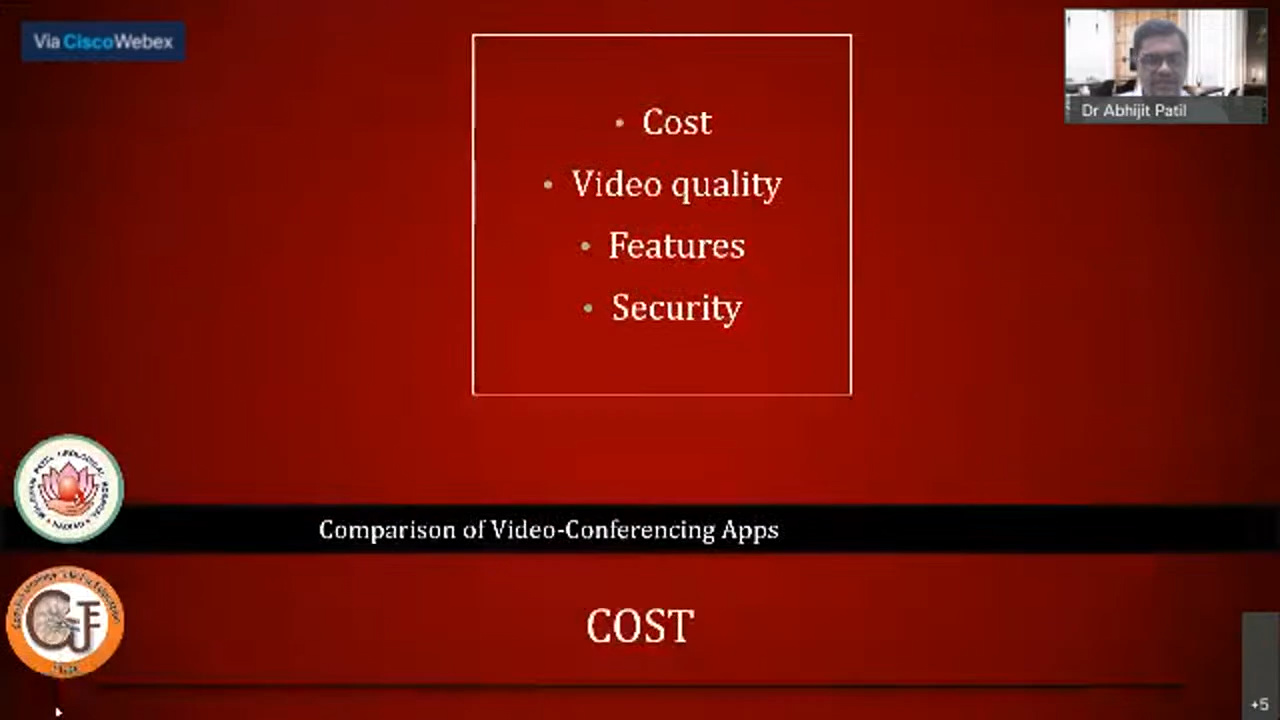 Via CiscoWebex
Dr Abhijit Patil
• Cost
• Video quality
• Features
• Security
Comparison of Video-Conferencing Apps
COST
+5